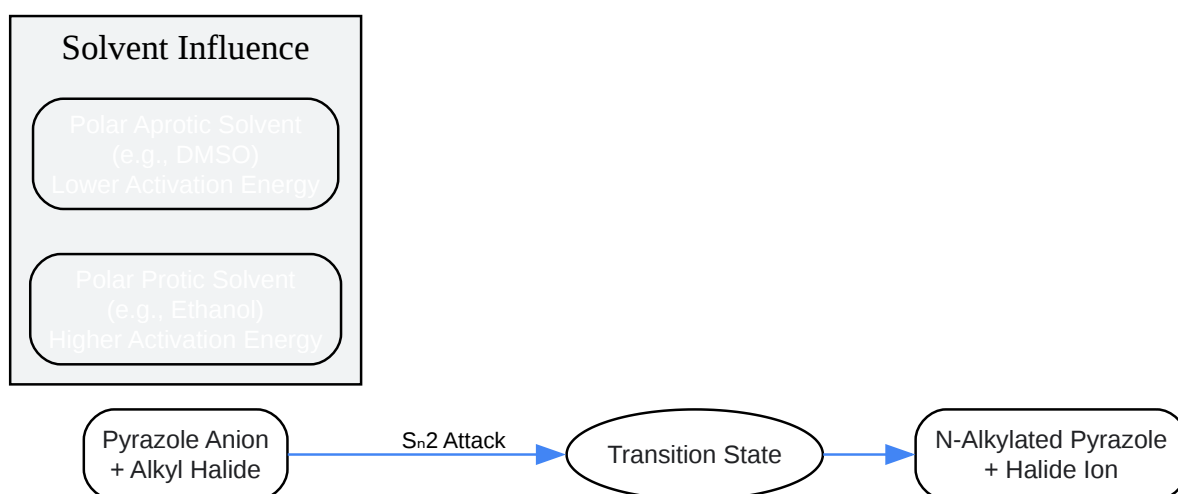 Solvent Influence
Polar Aprotic Solvent
(e.g., DMSO)
Lower Activation Energy
Polar Protic Solvent
(e.g., Ethanol)
Higher Activation Energy
Pyrazole Anion
+ Alkyl Halide
Sₙ2 Attack
Transition State
N-Alkylated Pyrazole
+ Halide Ion